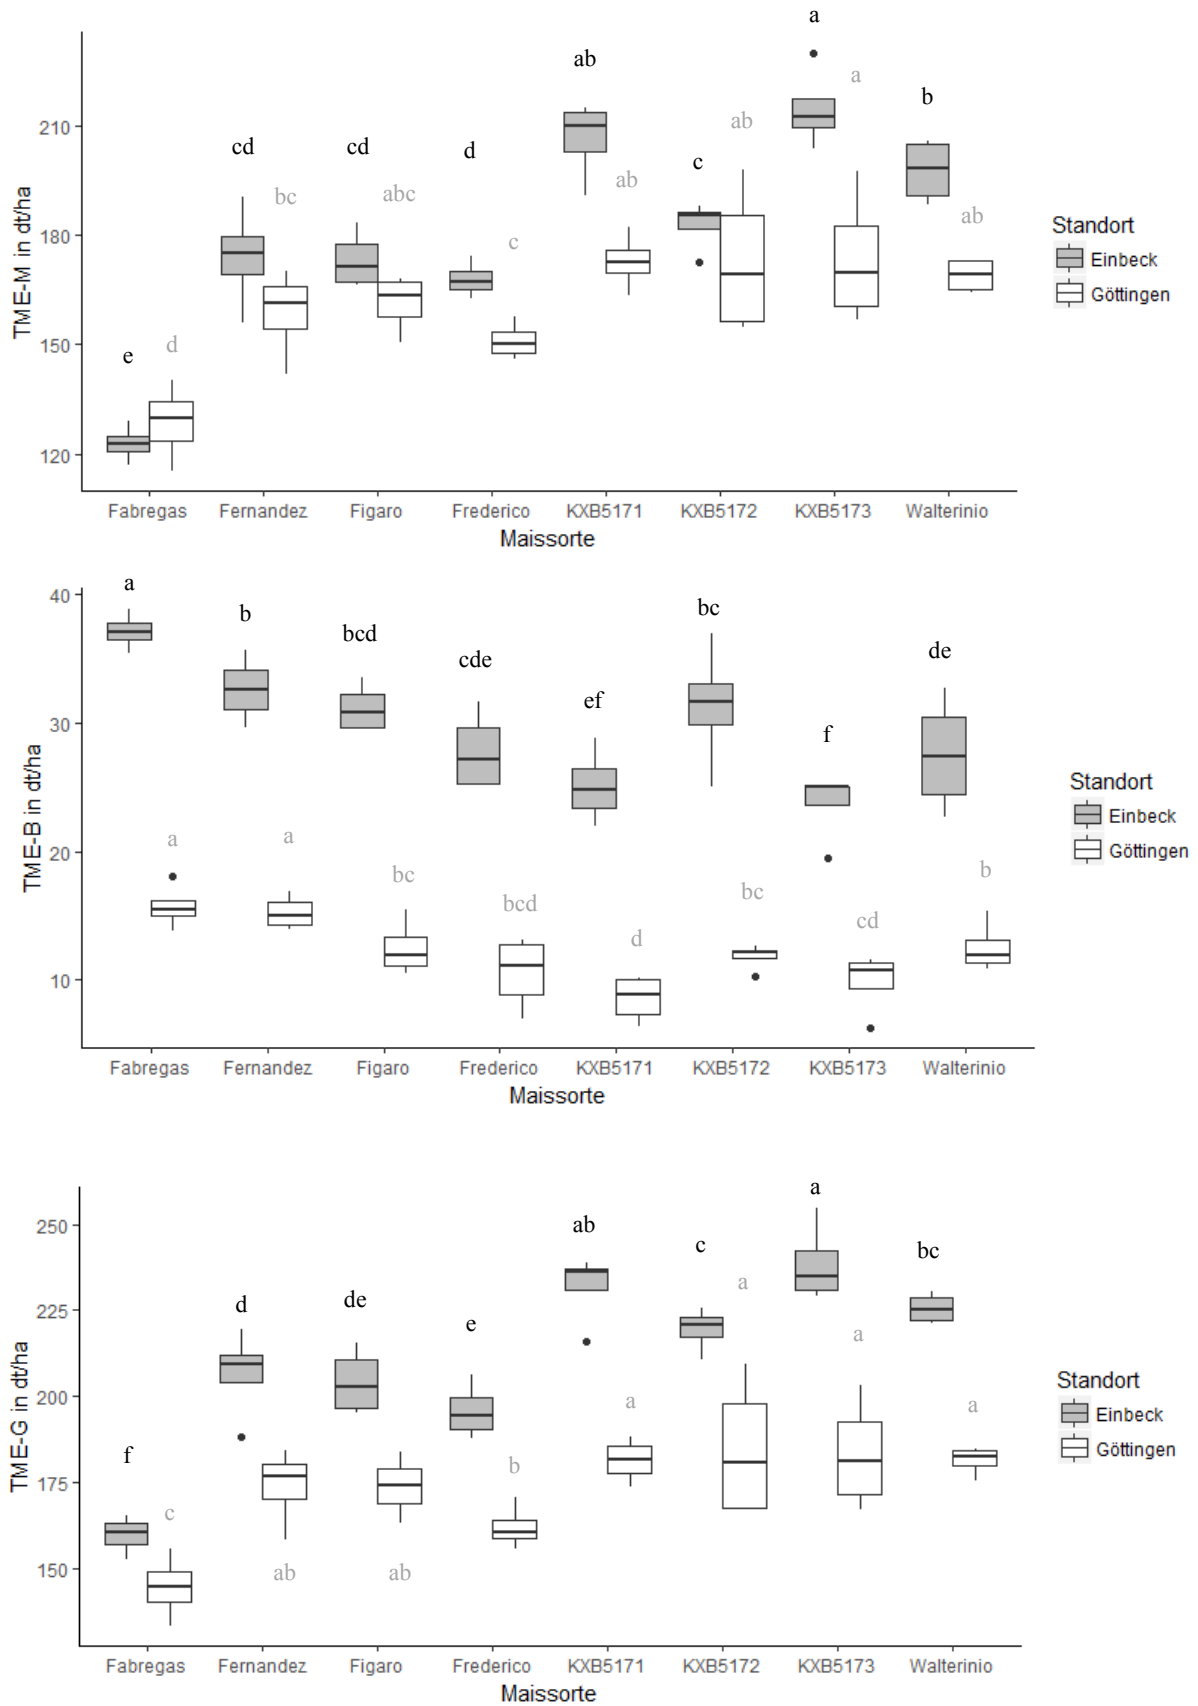 a
ab
a
b
210
cd
cd
d
ab
c
bc
abc
ab
ab
180
c
Standort
Einbeck
Göttingen
TME-M in dt/ha
150
e
d
120
Fabregas Fernandez Figaro Frederico KXB5171 KXB5172 KXB5173 Walterinio
Maissorte
40
a
b
bcd
cde
ef
bc
f
de
30
TME-B in dt/ha
Standort
Einbeck
Göttingen
20
a
a
bc
bcd
d
bc
cd
b
10
Fabregas Fernandez Figaro Frederico KXB5171 KXB5172 KXB5173 Walterinio
Maissorte
a
250
ab
c
bc
225
d
de
e
a
a
TME-G in dt/ha
200
a
a
Standort
Einbeck
Göttingen
175
f
c
b
150
ab
ab
Fabregas Fernandez Figaro Frederico KXB5171 KXB5172 KXB5173 Walterinio
Maissorte